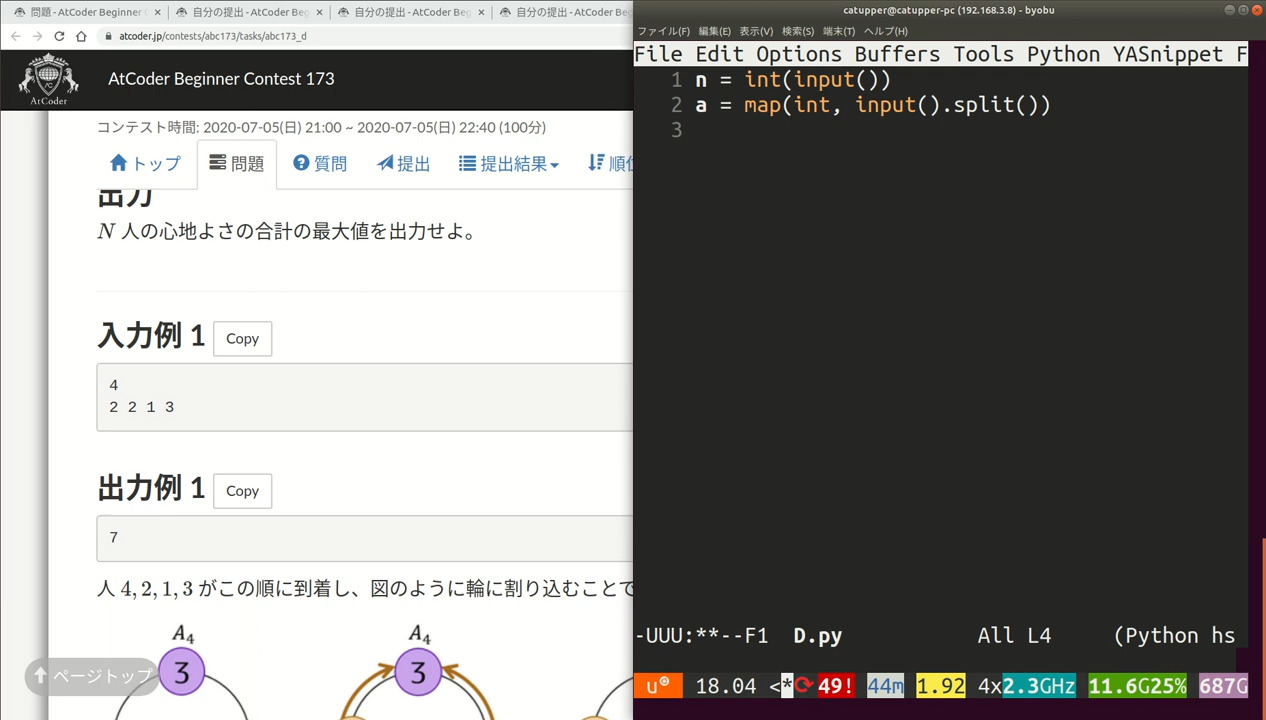 問題 - AtCoder Beginner C × 自分の提出 - AtCoder Beg × 自分の提出 - AtCoder Beg × 自分の提出 - AtCoder Beg
atcoder.jp/contests/abc173/tasks/abc173_d
AtCoder
AtCoder Beginner Contest 173
コンテスト時間: 2020-07-05(日) 21:00 ~ 2020-07-05(日) 22:40 (100分)
トップ 問題 質問 提出 提出結果 順位
出力
N 人の心地よさの合計の最大値を出力せよ。
入力例 1 Copy
4
2 2 1 3
出力例 1 Copy
7
人 4, 2, 1, 3 がこの順に到着し、図のように輪に割り込むことで
A4 A4
3 3
ページトップ
catupper@catupper-pc (192.168.3.8) - byobu
ファイル(F) 編集(E) 表示(V) 検索(S) 端末(T) ヘルプ(H)
File Edit Options Buffers Tools Python YASnippet F
1 n = int(input())
2 a = map(int, input().split())
3
-UUU:**--F1 D.py All L4 (Python hs
u 18.04 <* 49! 44m 1.92 4x2.3GHz 11.6G25% 687G